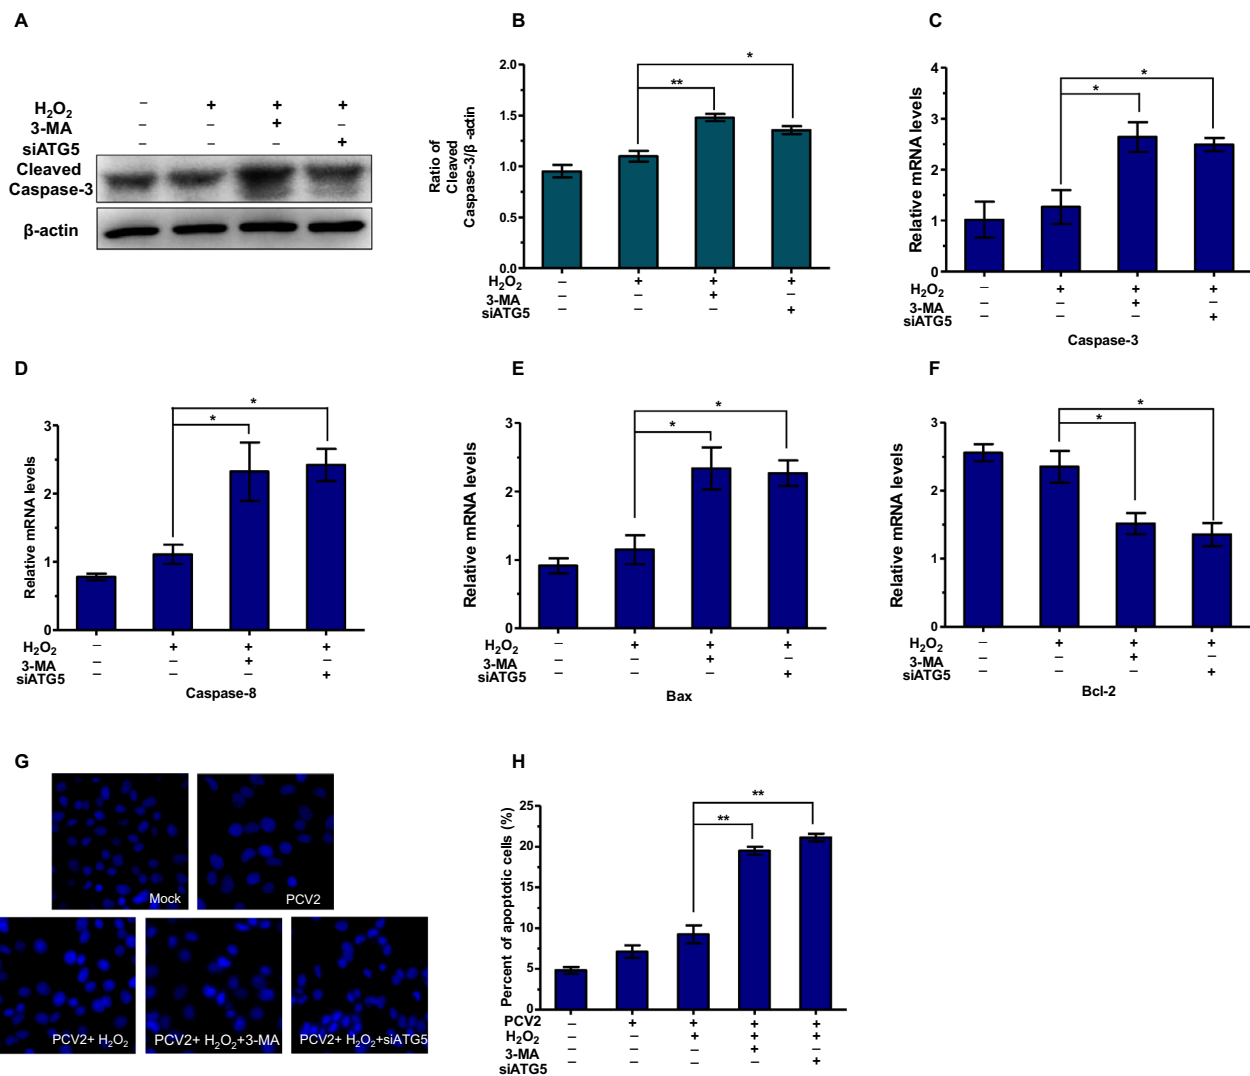 A
H2O2 – + + +
3-MA – – + –
siATG5 – – – +
Cleaved
Caspase-3
β-actin
B
Ratio of
Cleaved
Caspase-3/β -actin
2.0
1.5
1.0
0.5
0.0
**
*
H2O2 – + + +
3-MA – – + –
siATG5 – – – +
C
Relative mRNA levels
4
3
2
1
0
*
*
H2O2 – + + +
3-MA – – + –
siATG5 – – – +
Caspase-3
D
Relative mRNA levels
3
2
1
0
*
*
H2O2 – + + +
3-MA – – + –
siATG5 – – – +
Caspase-8
E
Relative mRNA levels
3
2
1
0
*
*
H2O2 – + + +
3-MA – – + –
siATG5 – – – +
Bax
F
Relative mRNA levels
3
2
1
0
*
*
H2O2 – + + +
3-MA – – + –
siATG5 – – – +
Bcl-2
G
Mock
PCV2
PCV2+ H2O2
PCV2+ H2O2+3-MA
PCV2+ H2O2+siATG5
H
Percent of apoptotic cells (%)
25
20
15
10
5
0
**
**
PCV2 – + + + +
H2O2 – – + + +
3-MA – – – + –
siATG5 – – – – +